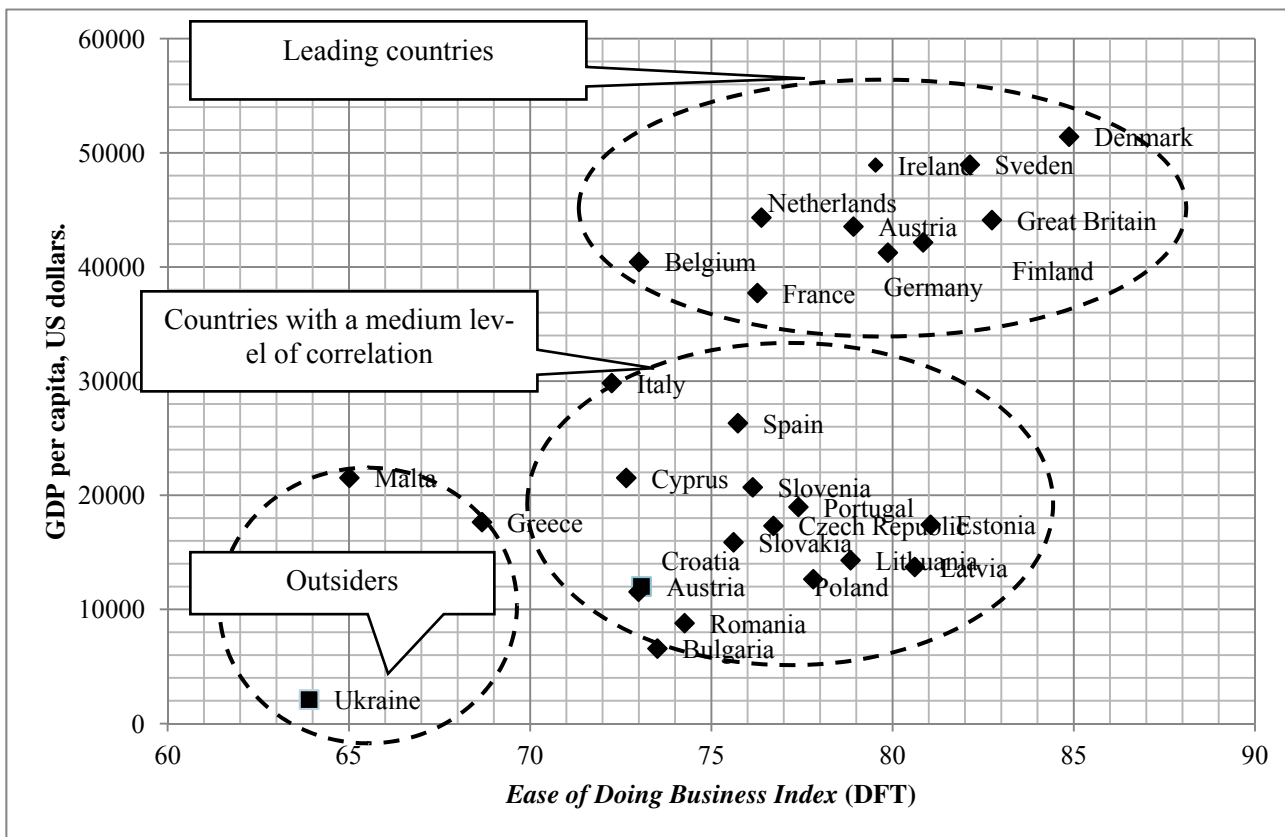 60000
50000
40000
30000
20000
10000
0
GDP per capita, US dollars.
Leading countries
Denmark
Ireland
Sveden
Netherlands
Austria
Great Britain
Belgium
Finland
France
Germany
Countries with a medium lev-
el of correlation
Italy
Spain
Malta
Cyprus
Slovenia
Portugal
Greece
Czech Republic
Estonia
Slovakia
Croatia
Lithuania
Latvia
Outsiders
Austria
Poland
Romania
Bulgaria
Ukraine
60 65 70 75 80 85 90
Ease of Doing Business Index (DFT)